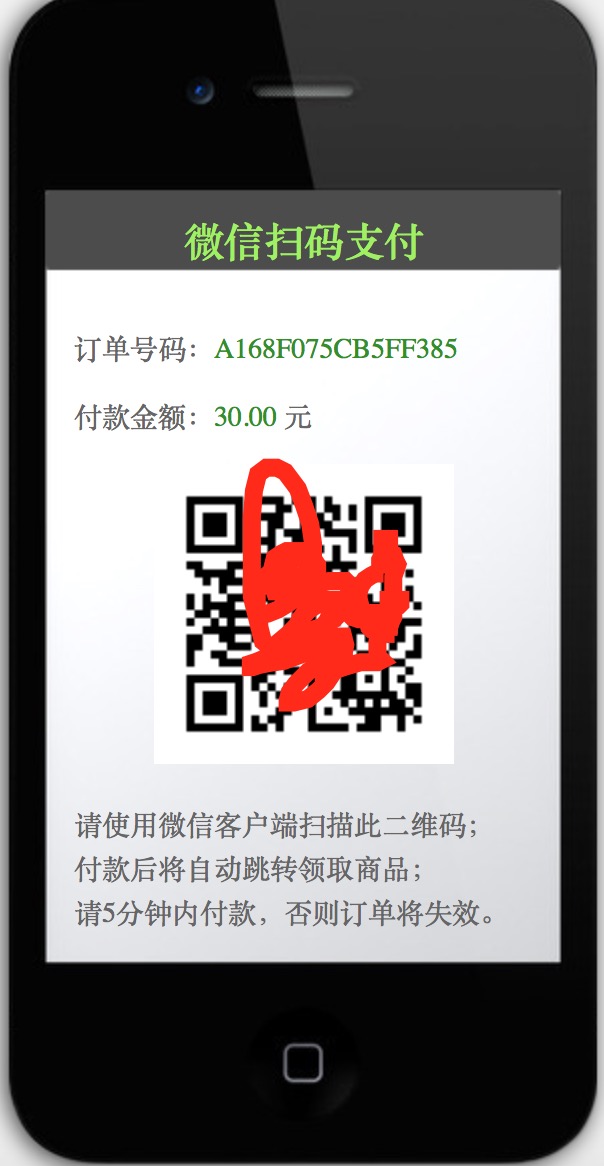 微信扫码支付
订单号码：A168F075CB5FF385
付款金额：30.00 元
请使用微信客户端扫描此二维码；
付款后将自动跳转领取商品；
请5分钟内付款，否则订单将失效。